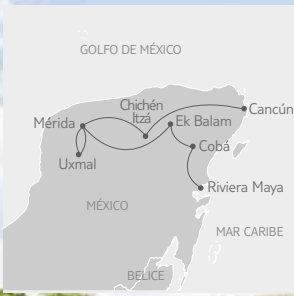 GOLFO DE MÉXICO
Chichén
Itzá
Cancún
Mérida
Ek Balam
Cobá
Uxmal
Riviera Maya
MÉXICO
MAR CARIBE
BELICE